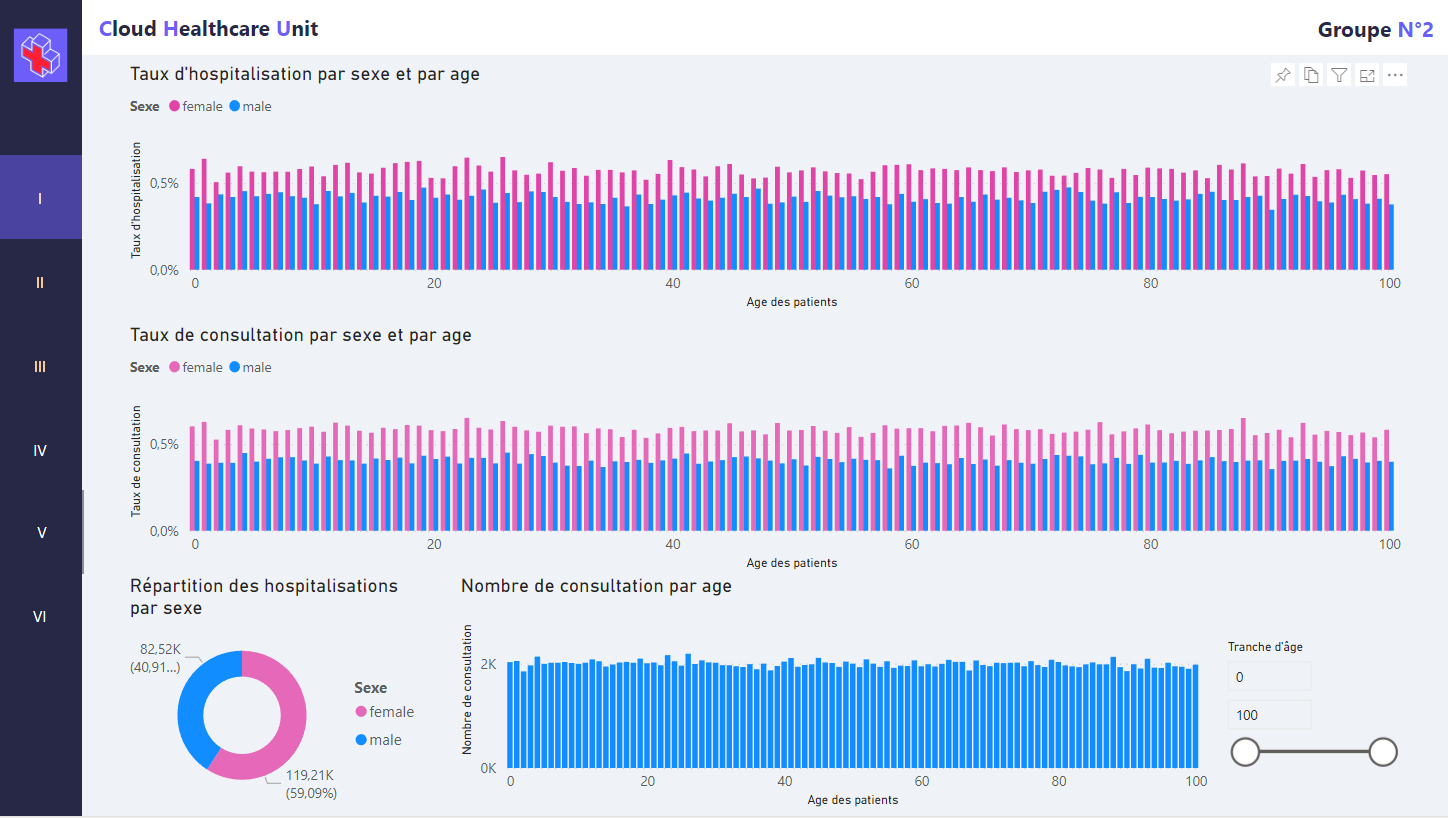 Cloud Healthcare Unit
Groupe N°2
I
II
III
IV
V
VI
Taux d'hospitalisation par sexe et par age
Sexe female male
Taux d'hospitalisation
0,5%
0,0%
0 20 40 60 80 100
Age des patients
Taux de consultation par sexe et par age
Sexe female male
Taux de consultation
0,5%
0,0%
0 20 40 60 80 100
Age des patients
Répartition des hospitalisations
par sexe
82,52K
(40,91...)
119,21K
(59,09%)
Sexe
female
male
Nombre de consultation par age
Nombre de consultation
2K
0K
0 20 40 60 80 100
Age des patients
Tranche d'âge
0
100